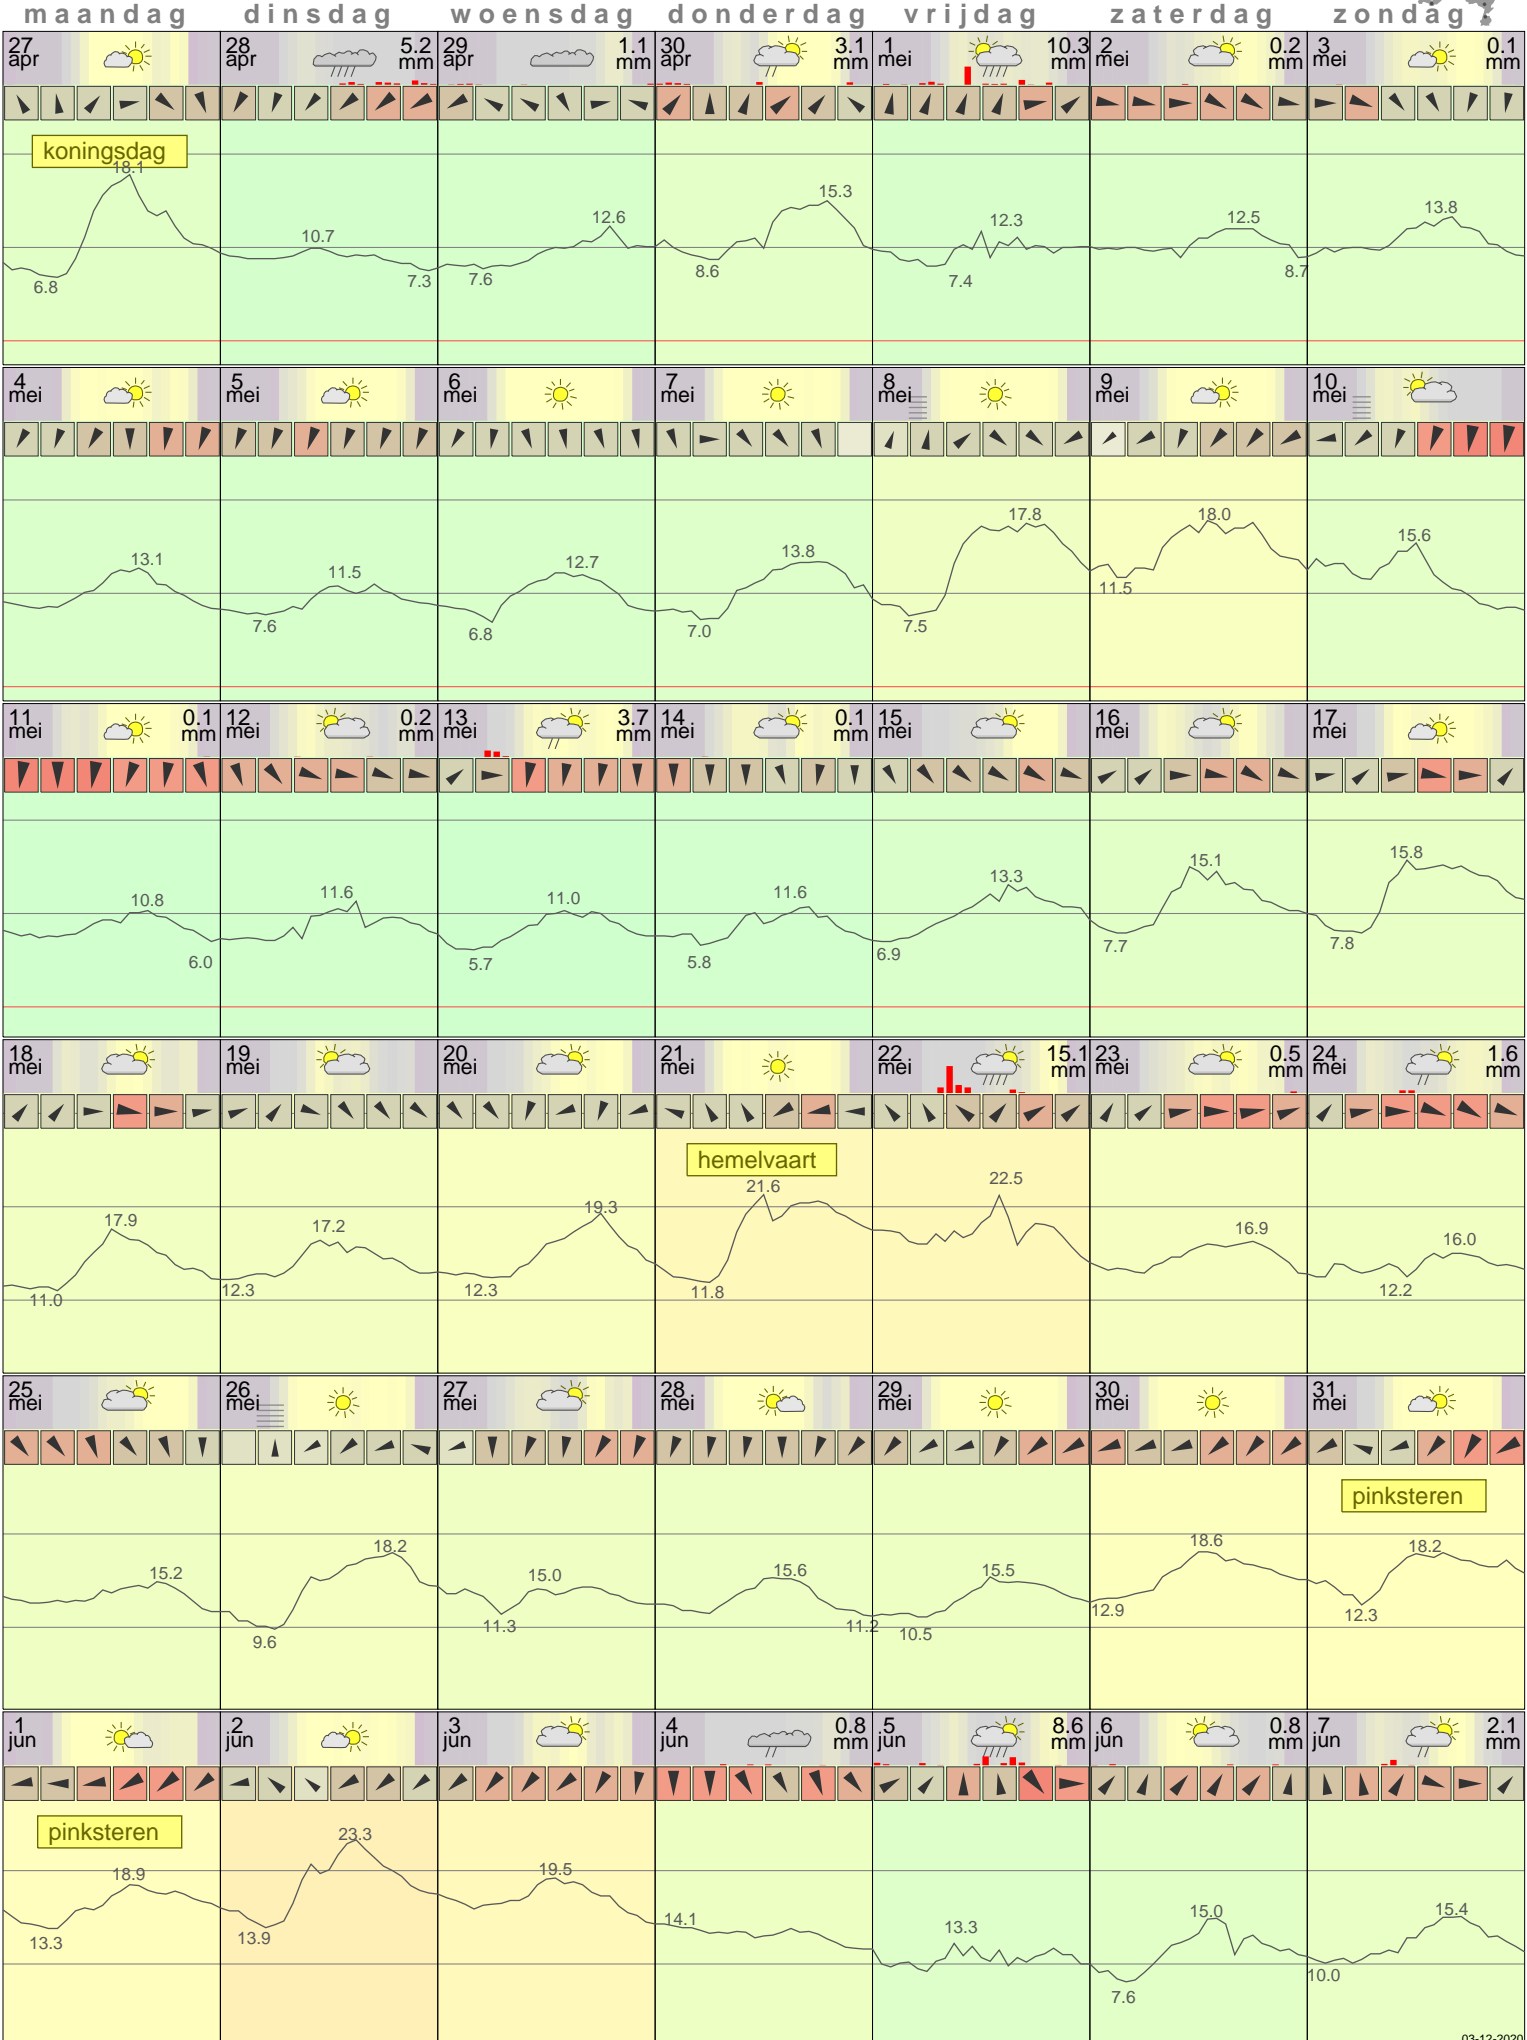 maandag dinsdag woensdag donderdag vrijdag zaterdag zondag
27 apr
28 apr 5.2 mm
29 apr 1.1 mm
30 apr 3.1 mm
1 mei 10.3 mm
2 mei 0.2 mm
3 mei 0.1 mm
koningsdag
18.1
6.8
10.7
7.3
7.6
12.6
8.6
15.3
7.4
12.3
12.5
8.7
13.8
4 mei
5 mei
6 mei
7 mei
8 mei
9 mei
10 mei
13.1
7.6
11.5
6.8
12.7
7.0
13.8
7.5
17.8
11.5
18.0
15.6
11 mei 0.1 mm
12 mei 0.2 mm
13 mei 3.7 mm
14 mei 0.1 mm
15 mei
16 mei
17 mei
10.8
6.0
11.6
5.7
11.0
5.8
11.6
6.9
13.3
7.7
15.1
7.8
15.8
18 mei
19 mei
20 mei
21 mei
22 mei 15.1 mm
23 mei 0.5 mm
24 mei 1.6 mm
hemelvaart
11.0
17.9
12.3
17.2
12.3
19.3
11.8
21.6
22.5
16.9
12.2
16.0
25 mei
26 mei
27 mei
28 mei
29 mei
30 mei
31 mei
pinksteren
15.2
9.6
18.2
11.3
15.0
15.6
11.2
10.5
15.5
12.9
18.6
12.3
18.2
1 jun
2 jun
3 jun
4 jun 0.8 mm
5 jun 8.6 mm
6 jun 0.8 mm
7 jun 2.1 mm
pinksteren
13.3
18.9
13.9
23.3
19.5
14.1
13.3
7.6
15.0
10.0
15.4
03-12-2020